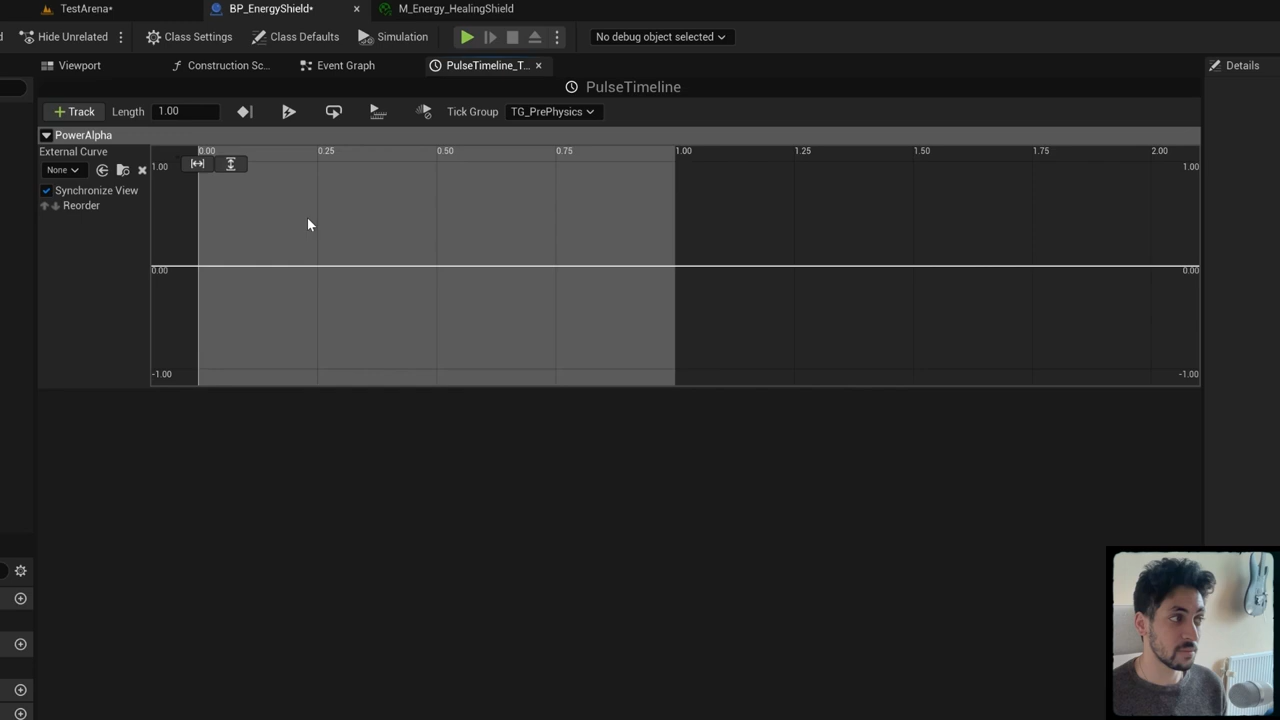 TestArena*
BP_EnergyShield*
M_Energy_HealingShield
Hide Unrelated
Class Settings
Class Defaults
Simulation
No debug object selected
Viewport
Construction Sc...
Event Graph
PulseTimeline_T...
Details
PulseTimeline
+ Track
Length
1.00
Tick Group
TG_PrePhysics
PowerAlpha
External Curve
None
Synchronize View
Reorder
0.00
0.25
0.50
0.75
1.00
1.25
1.50
1.75
2.00
1.00
1.00
0.00
0.00
-1.00
-1.00